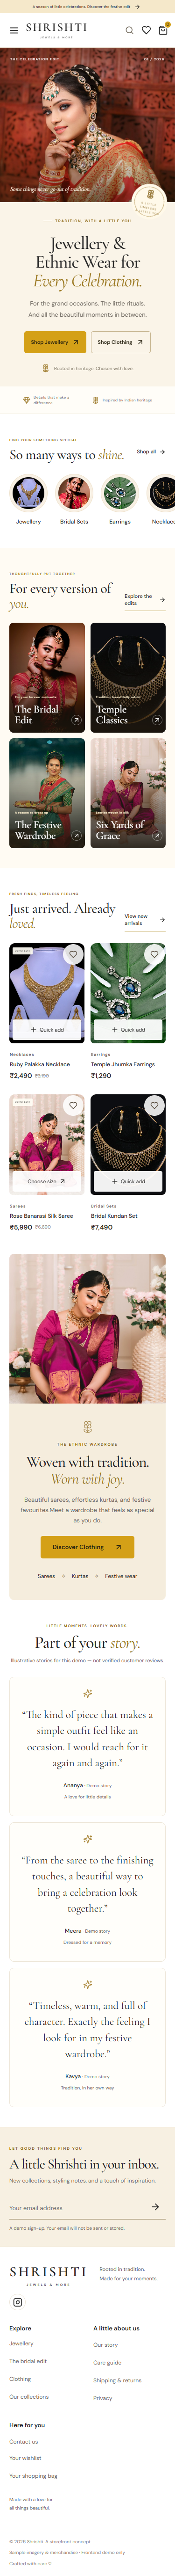 A season of little celebrations. Discover the festive edit
SHRISHTI
JEWELS & MORE
THE CELEBRATION EDIT
Some things never go out of tradition.
TRADITION, WITH A LITTLE YOU
Jewellery &
Ethnic Wear for
Every Celebration.
For the grand occasions. The little rituals.
And all the beautiful moments in between.
Shop Jewellery
Shop Clothing
Rooted in heritage. Chosen with love.
Details that make a
difference
Inspired by Indian heritage
FIND YOUR SOMETHING SPECIAL
So many ways to shine.
Shop all
Jewellery
Bridal Sets
Earrings
Necklace
THOUGHTFULLY PUT TOGETHER
For every version of
you.
Explore the
edits
For your forever moments
The Bridal
Edit
Tradition, beautifully retold
Temple
Classics
A reason to dress up
The Festive
Wardrobe
Six Yards of
Grace
FRESH FINDS, TIMELESS FEELING
Just arrived. Already
loved.
View new
arrivals
Quick add
Quick add
Necklaces
Ruby Palakka Necklace
₹2,490
Earrings
Temple Jhumka Earrings
₹1,290
Choose size
Quick add
Sarees
Rose Banarasi Silk Saree
₹5,990
Bridal Sets
Bridal Kundan Set
₹7,490
THE ETHNIC WARDROBE
Woven with tradition.
Worn with joy.
Beautiful sarees, effortless kurtas, and festive
favourites.Meet a wardrobe that feels as special
as you do.
Discover Clothing
Sarees
Kurtas
Festive wear
LITTLE MOMENTS. LOVELY WORDS.
Part of your story.
Illustrative stories for this demo — not verified customer reviews.
“The kind of piece that makes a
simple outfit feel like an
occasion. I would reach for it
again and again.”
Ananya · Demo story
A love for little details
“From the saree to the finishing
touches, a beautiful way to
bring a celebration look
together.”
Meera · Demo story
Dressed for a memory
“Timeless, warm, and full of
character. Exactly the feeling I
look for in my festive
wardrobe.”
Kavya · Demo story
Tradition, in her own way
LET GOOD THINGS FIND YOU
A little Shrishti in your inbox.
New collections, styling notes, and a touch of inspiration.
Your email address
A demo sign-up. Your email will not be sent or stored.
SHRISHTI
JEWELS & MORE
Rooted in tradition.
Made for your moments.
Explore
Jewellery
The bridal edit
Clothing
Our collections
A little about us
Our story
Care guide
Shipping & returns
Privacy
Here for you
Contact us
Your wishlist
Your shopping bag
Made with a love for
all things beautiful
© 2026 Shrishti. A storefront concept.
Sample imagery & merchandise · Frontend demo only
Crafted with care ♡